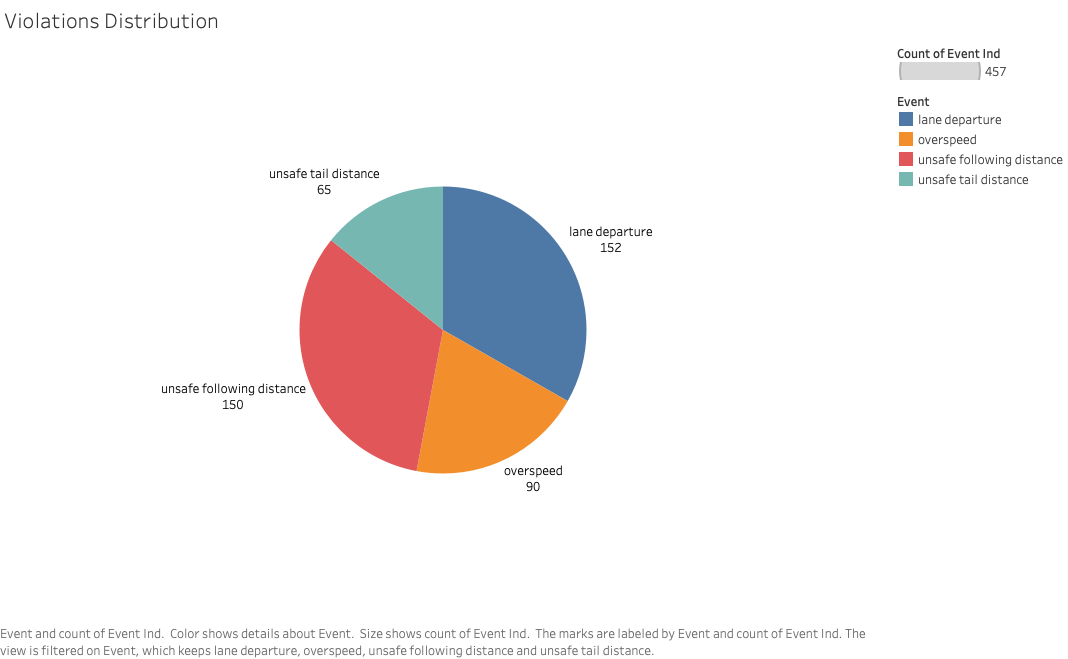 Violations Distribution
Count of Event Ind
457
Event
lane departure
overspeed
unsafe following distance
unsafe tail distance
unsafe tail distance
65
lane departure
152
unsafe following distance
150
overspeed
90
Event and count of Event Ind.  Color shows details about Event.  Size shows count of Event Ind.  The marks are labeled by Event and count of Event Ind. The
view is filtered on Event, which keeps lane departure, overspeed, unsafe following distance and unsafe tail distance.